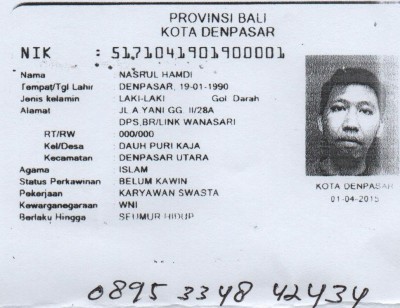 PROVINSI BALI
KOTA DENPASAR
NIK : 5171041901900001
Nama : NASRUL HAMDI
Tempat/Tgl Lahir : DENPASAR, 19-01-1990
Jenis kelamin : LAKI-LAKI Gol Darah
Alamat : JL A YANI GG II/28A
DPS,BR/LINK WANASARI
RT/RW : 000/000
Kel/Desa : DAUH PURI KAJA
Kecamatan : DENPASAR UTARA
Agama : ISLAM
Status Perkawinan : BELUM KAWIN
Pekerjaan : KARYAWAN SWASTA
Kewarganegaraan : WNI
Berlaku Hingga : SEUMUR HIDUP
KOTA DENPASAR
01-04-2015
0895 3348 42434